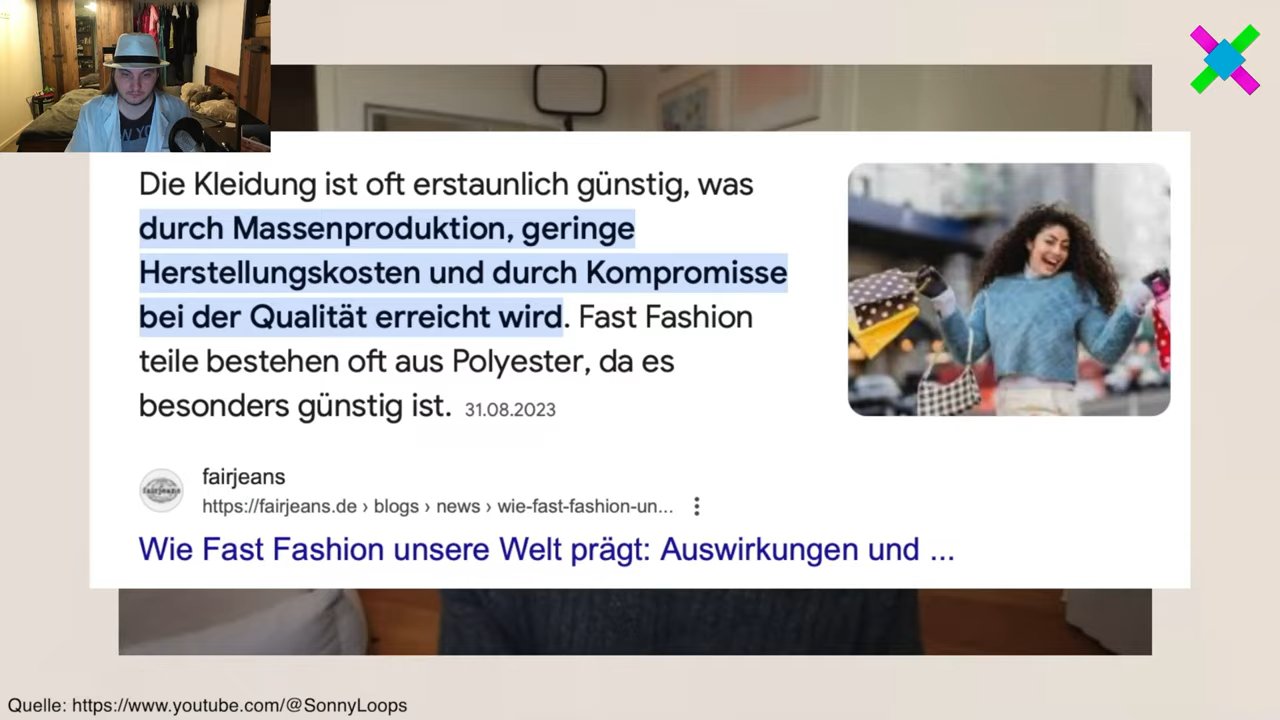 Die Kleidung ist oft erstaunlich günstig, was
durch Massenproduktion, geringe
Herstellungskosten und durch Kompromisse
bei der Qualität erreicht wird. Fast Fashion
teile bestehen oft aus Polyester, da es
besonders günstig ist. 31.08.2023
fairjeans
https://fairjeans.de › blogs › news › wie-fast-fashion-un...
Wie Fast Fashion unsere Welt prägt: Auswirkungen und ...
Quelle: https://www.youtube.com/@SonnyLoops